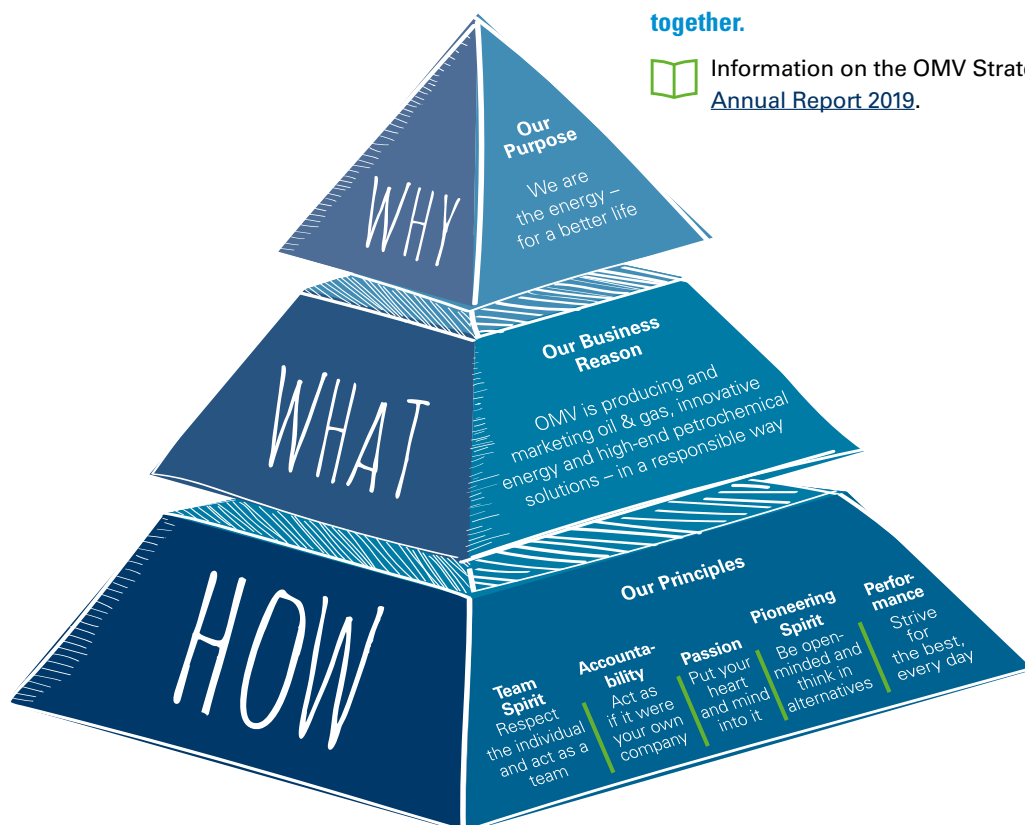 together.
Information on the OMV
Annual Report 2019.
WHY
Our
Purpose
We are
the energy –
for a better life
WHAT
Our Business
Reason
OMV is producing and
marketing oil & gas, innovative
energy and high-end petrochemical
solutions – in a responsible way
HOW
Our Principles
Team
Spirit
Respect
the individual
and act as a
team
Accounta-
bility
Act as
if it were
your own
company
Passion
Put your
heart
and mind
into it
Pioneering
Spirit
Be open-
minded and
think in
alternatives
Perfor-
mance
Strive
for
the best,
every day